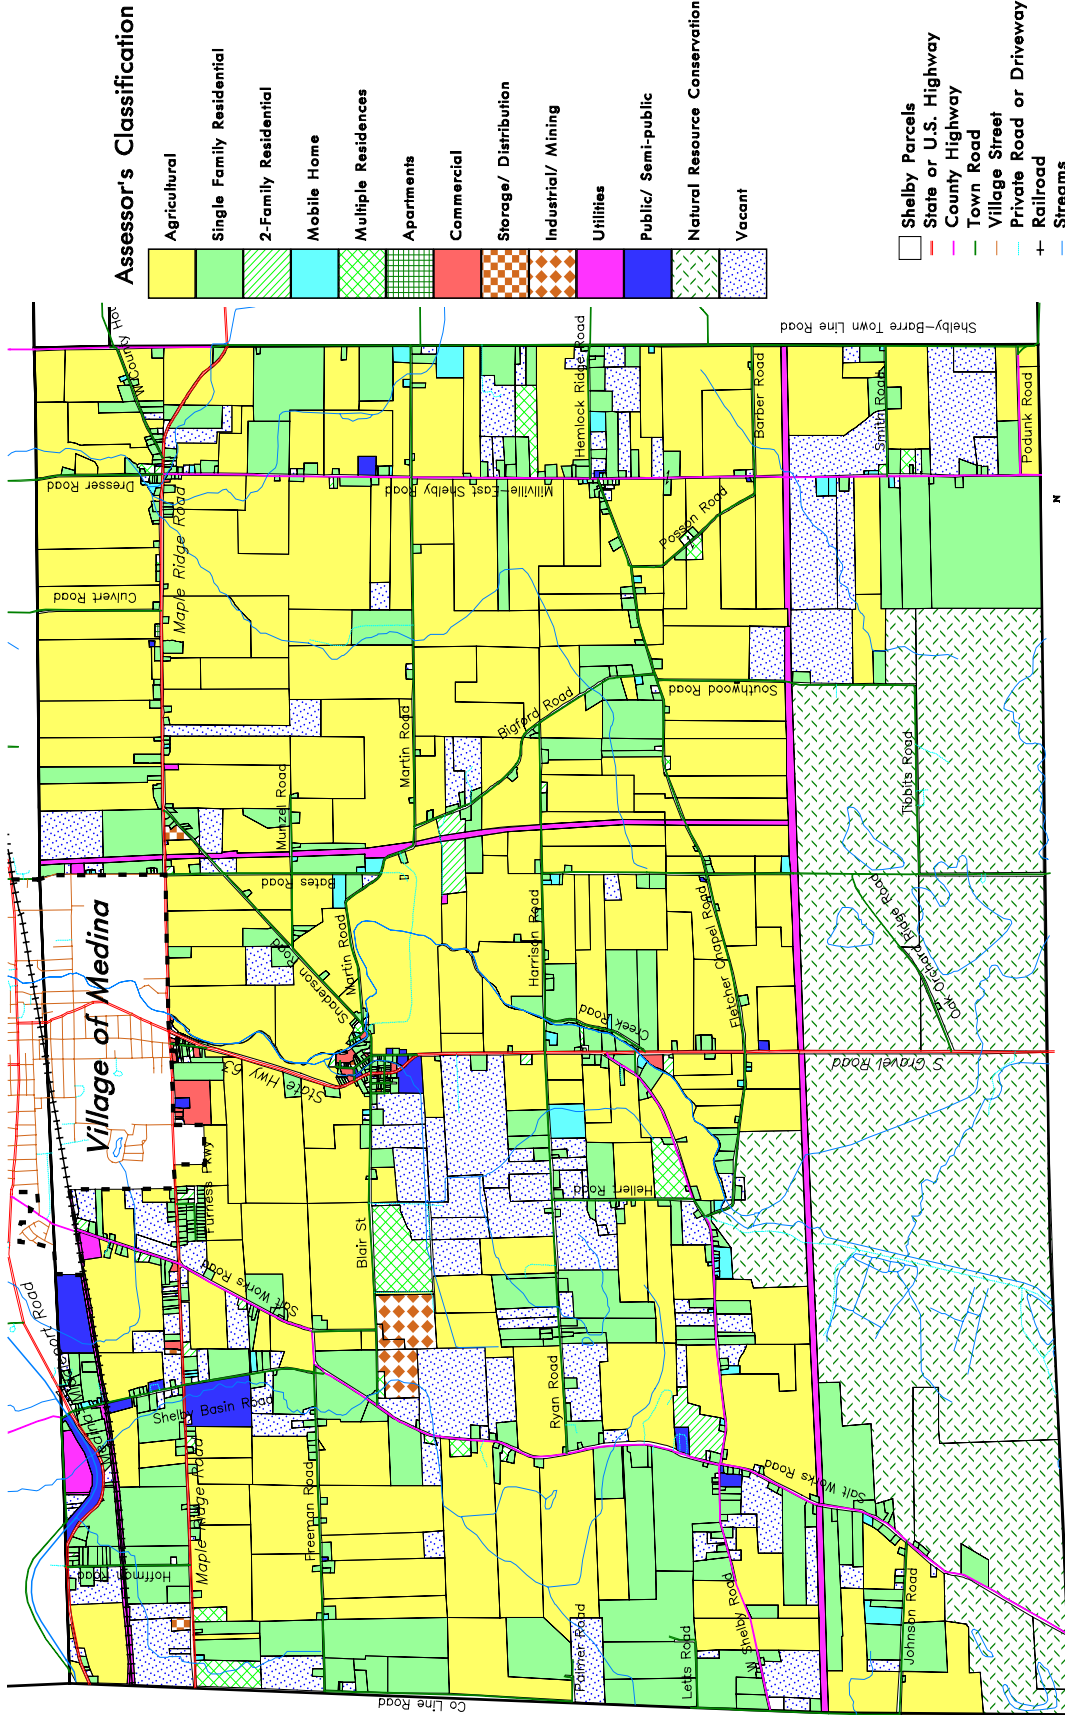 Assessor's Classification
Agricultural
Single Family Residential
2-Family Residential
Mobile Home
Multiple Residences
Apartments
Commercial
Storage/ Distribution
Industrial/ Mining
Utilities
Public/ Semi-public
Natural Resource Conservation
Vacant
Shelby Parcels
State or U.S. Highway
County Highway
Town Road
Village Street
Private Road or Driveway
Railroad
Streams
N
Village of Medina
W County Ho
Dresser Road
Maple Ridge Road
Culvert Road
Millville-East Shelby Road
Hemlock Ridge Road
Shelby-Barre Town Line Road
Barber Road
Smith Road
Podunk Road
Posson Road
Southwood Road
Bigford Road
Martin Road
Munzel Road
Bates Road
Snaderson Road
Martin Road
Harrison Road
Creek Road
Fletcher Chapel Road
Tibbits Road
Oak Orchard Ridge Road
S Gravel Road
State Hwy 63
Furness Pkwy
Blair St
Heller Road
Salt Works Road
Shelby Basin Road
Maple Ridge Road
Freeman Road
Ryan Road
Hoffman Road
Salt Works Road
Palmer Road
Letts Road
W Shelby Road
Johnson Road
Co Line Road